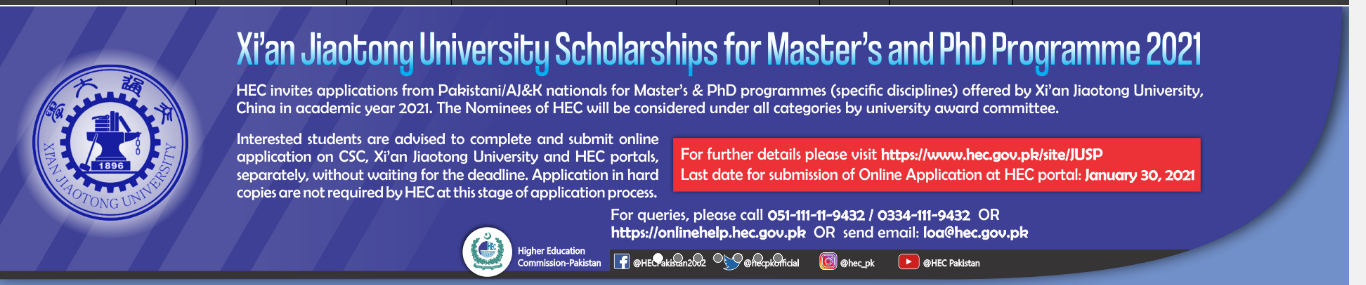 Xi'an Jiaotong University Scholarships for Master's and PhD Programme 2021
HEC invites applications from Pakistani/AJ&K nationals for Master's & PhD programmes (specific disciplines) offered by Xi'an Jiaotong University,
China in academic year 2021. The Nominees of HEC will be considered under all categories by university award committee.
Interested students are advised to complete and submit online
application on CSC, Xi'an Jiaotong University and HEC portals,
separately, without waiting for the deadline. Application in hard
copies are not required by HEC at this stage of application process.
For further details please visit https://www.hec.gov.pk/site/JUSP
Last date for submission of Online Application at HEC portal: January 30, 2021
For queries, please call 051-111-11-9432 / 0334-111-9432 OR
https://onlinehelp.hec.gov.pk OR send email: loa@hec.gov.pk
Higher Education
Commission-Pakistan
@HECPakistan2002 @hecpkofficial @hec_pk @HEC Pakistan
1896
XI'AN JIAOTONG UNIVERSITY
HEC